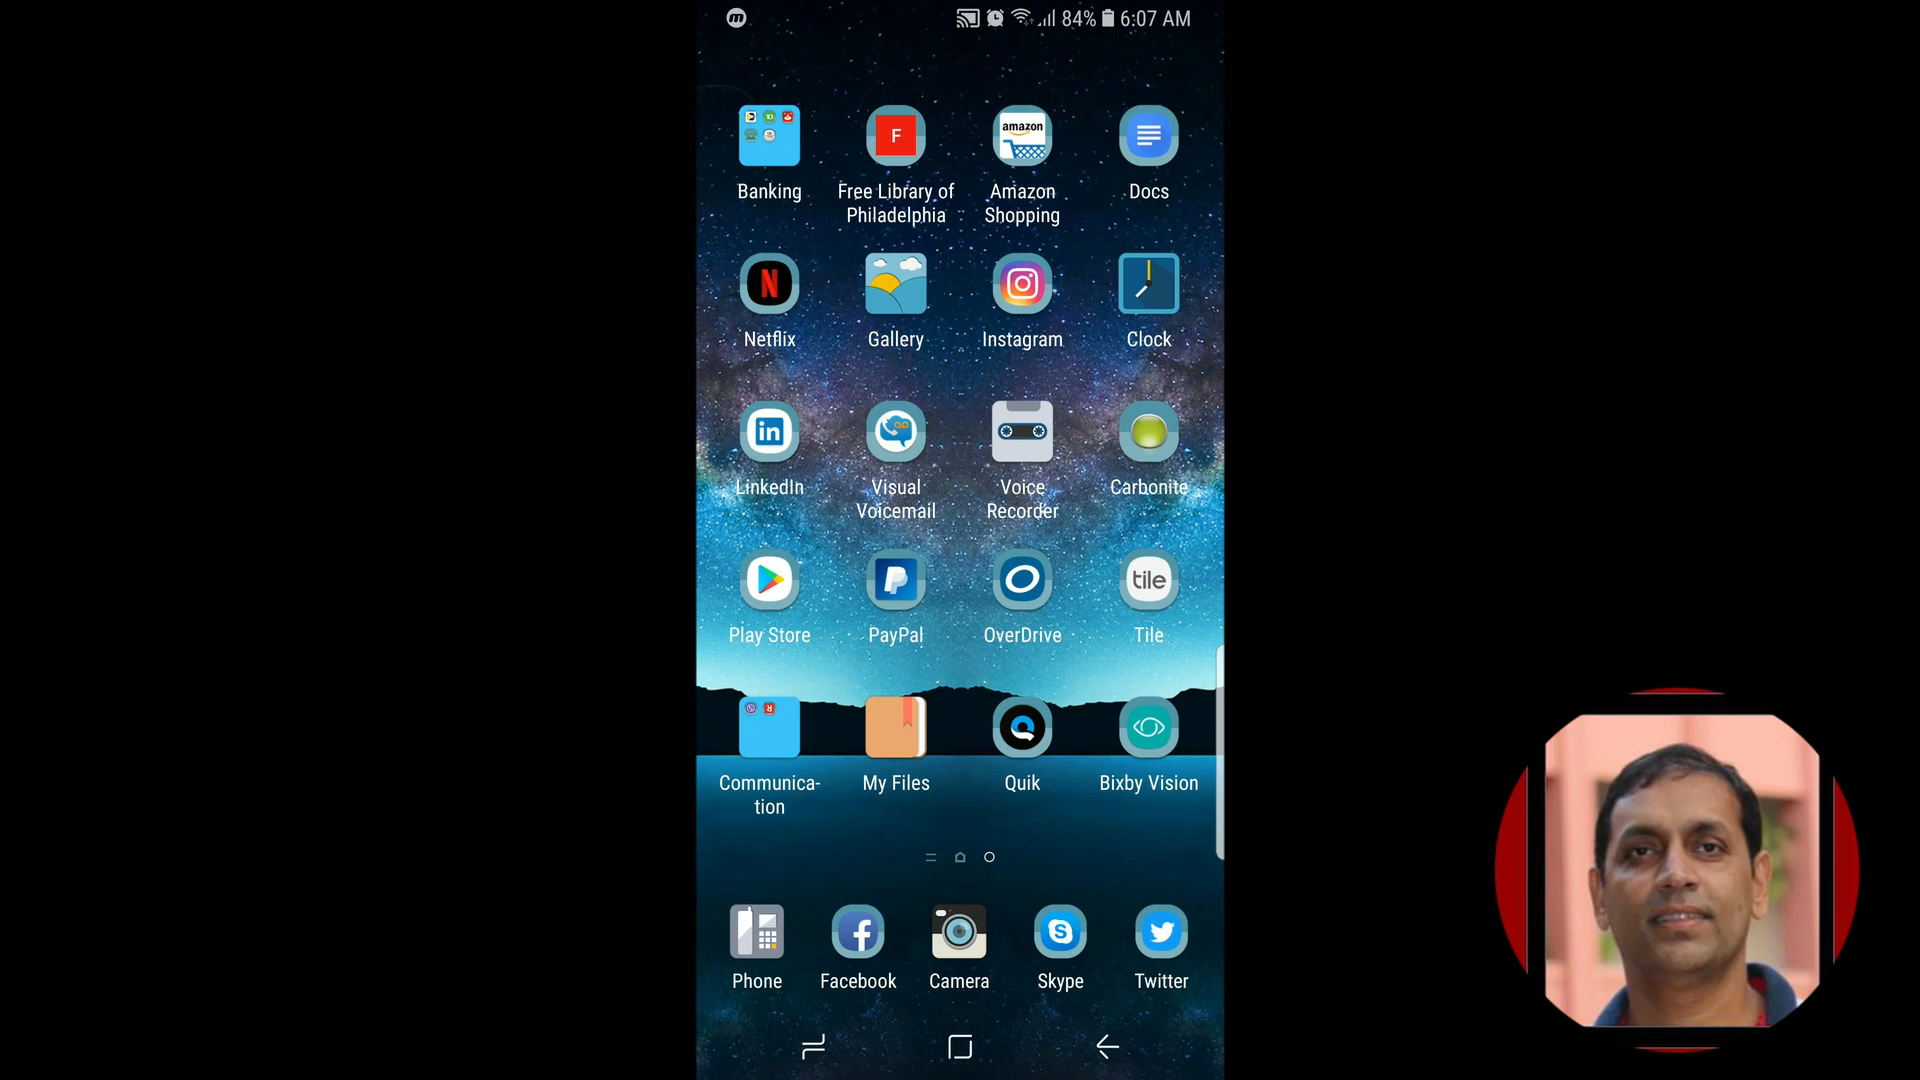 84% 6:07 AM
Banking
Free Library of
Philadelphia
amazon
Amazon
Shopping
Docs
Netflix
Gallery
Instagram
Clock
LinkedIn
Visual
Voicemail
Voice
Recorder
Carbonite
Play Store
PayPal
OverDrive
tile
Tile
Communica-
tion
My Files
Quik
Bixby Vision
Phone
Facebook
Camera
Skype
Twitter